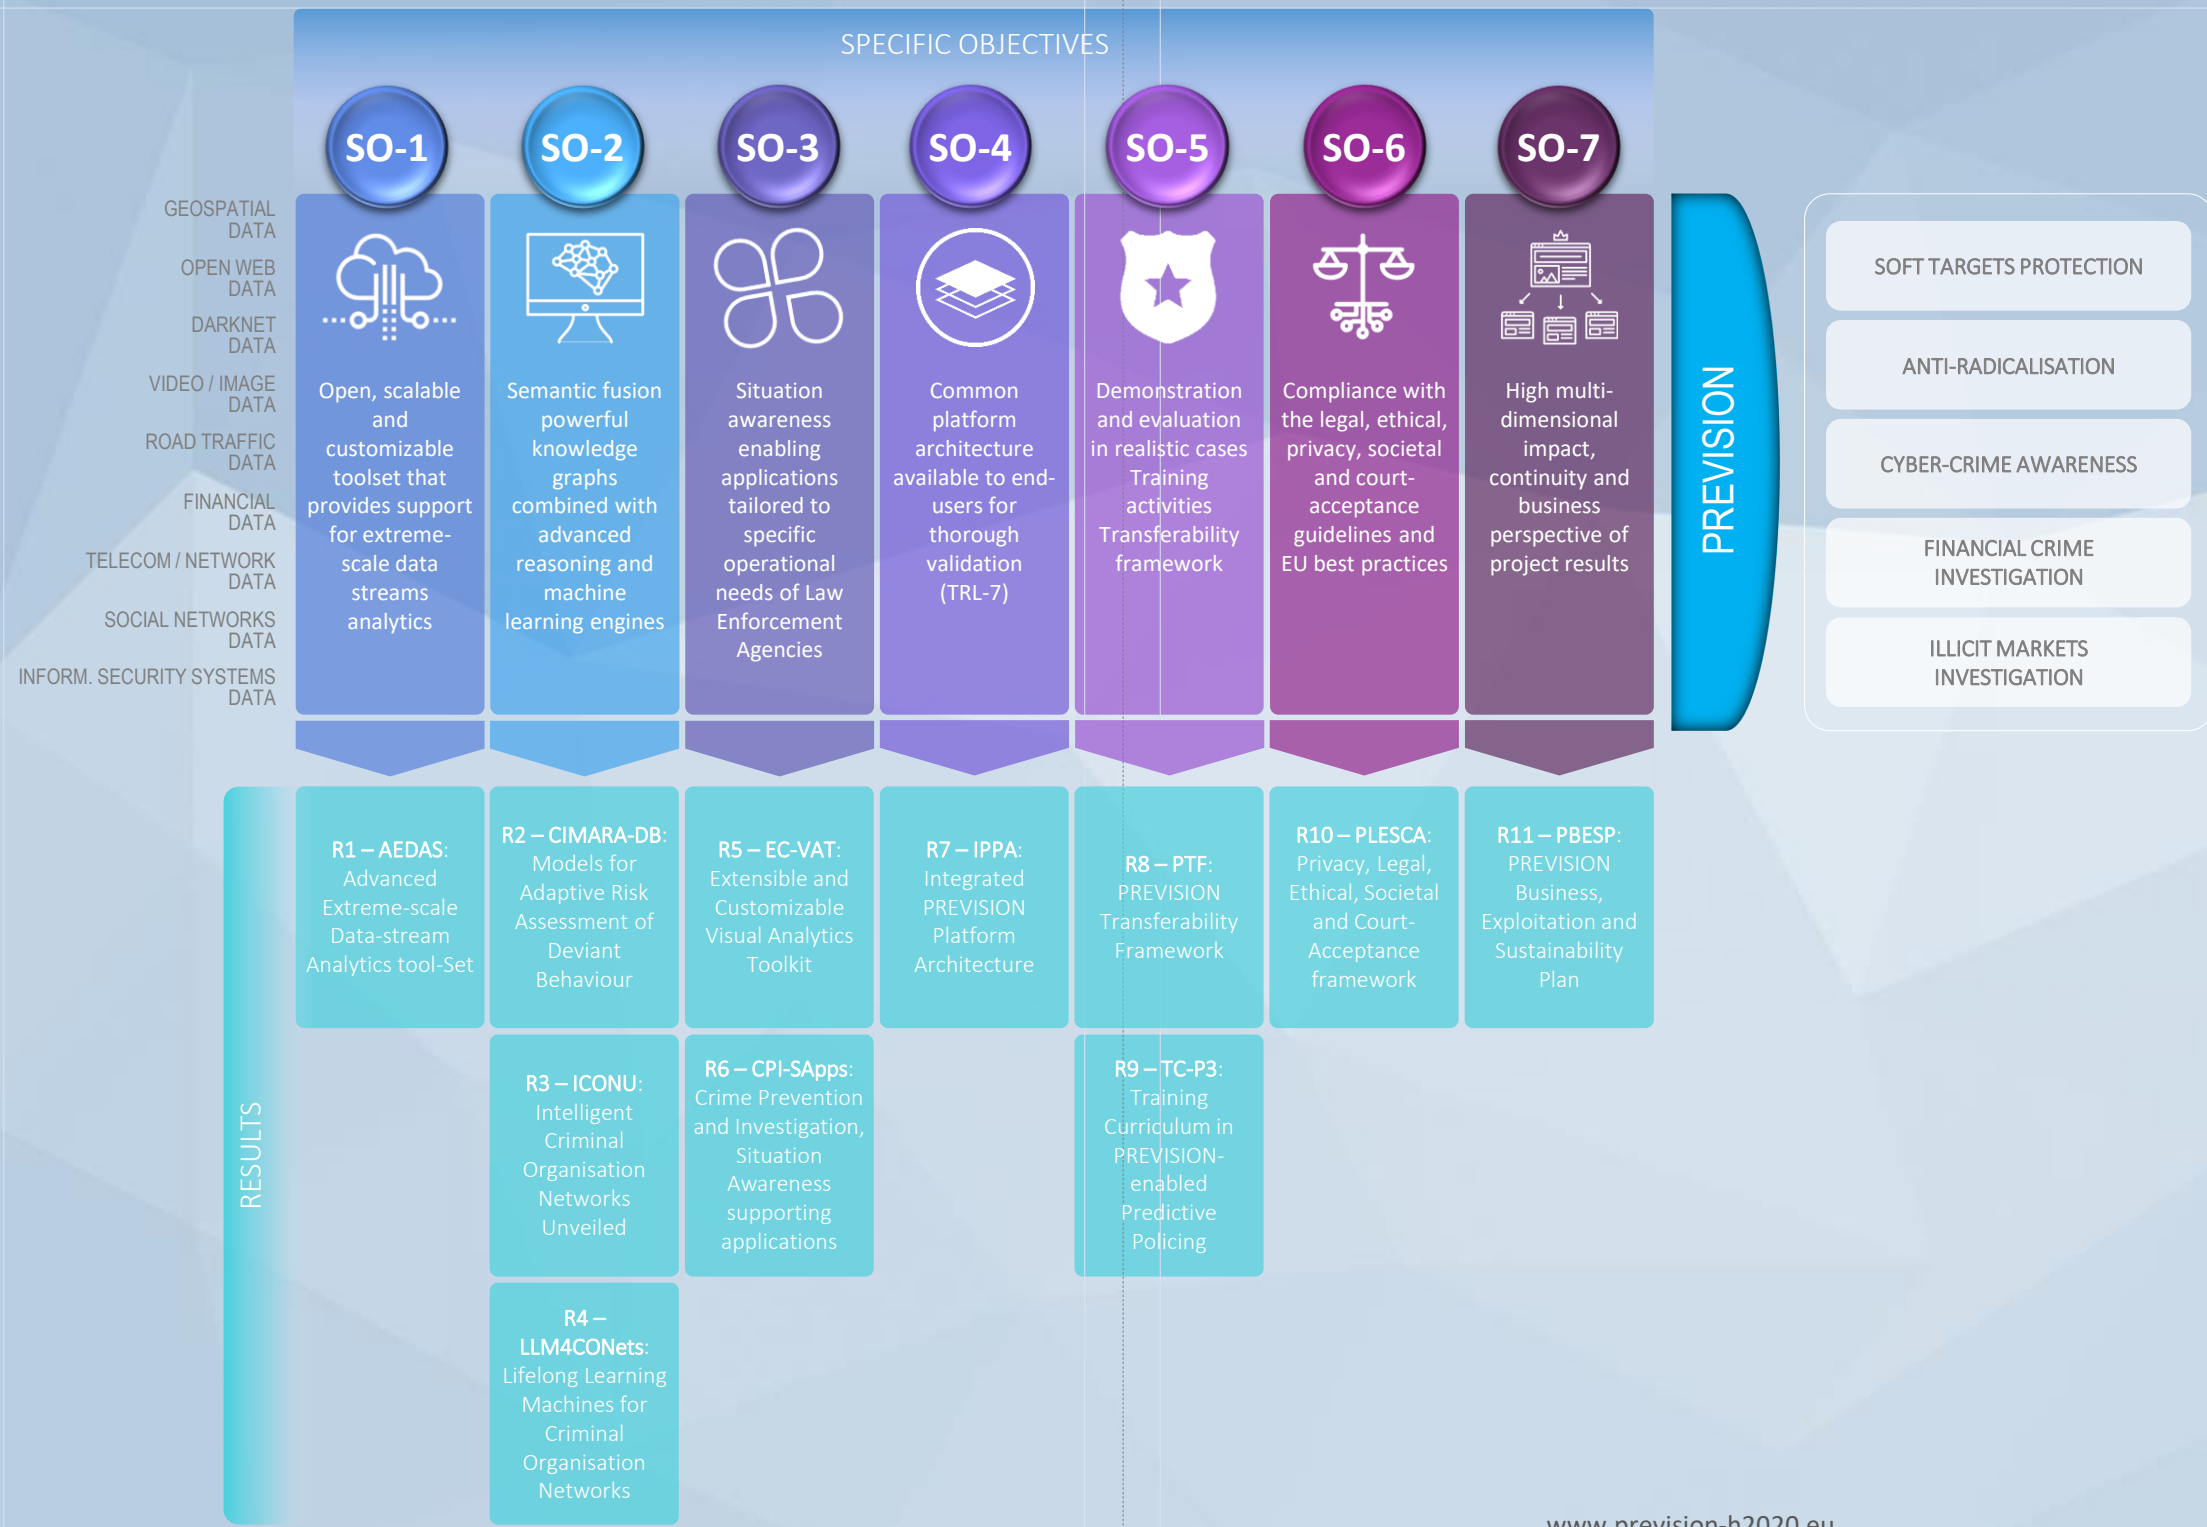 SPECIFIC OBJECTIVES
SO-1
SO-2
SO-3
SO-4
SO-5
SO-6
SO-7
GEOSPATIAL
DATA
OPEN WEB
DATA
DARKNET
DATA
VIDEO / IMAGE
DATA
ROAD TRAFFIC
DATA
FINANCIAL
DATA
TELECOM / NETWORK
DATA
SOCIAL NETWORKS
DATA
INFORM. SECURITY SYSTEMS
DATA
Open, scalable
and
customizable
toolset that
provides support
for extreme-
scale data
streams
analytics
Semantic fusion
powerful
knowledge
graphs
combined with
advanced
reasoning and
machine
learning engines
Situation
awareness
enabling
applications
tailored to
specific
operational
needs of Law
Enforcement
Agencies
Common
platform
architecture
available to end-
users for
thorough
validation
(TRL-7)
Demonstration
and evaluation
in realistic cases
Training
activities
Transferability
framework
Compliance with
the legal, ethical,
privacy, societal
and court-
acceptance
guidelines and
EU best practices
High multi-
dimensional
impact,
continuity and
business
perspective of
project results
PREVISION
SOFT TARGETS PROTECTION
ANTI-RADICALISATION
CYBER-CRIME AWARENESS
FINANCIAL CRIME
INVESTIGATION
ILLICIT MARKETS
INVESTIGATION
RESULTS
R1 – AEDAS:
Advanced
Extreme-scale
Data-stream
Analytics tool-Set
R2 – CIMARA-DB:
Models for
Adaptive Risk
Assessment of
Deviant
Behaviour
R5 – EC-VAT:
Extensible and
Customizable
Visual Analytics
Toolkit
R7 – IPPA:
Integrated
PREVISION
Platform
Architecture
R8 – PTF:
PREVISION
Transferability
Framework
R10 – PLESCA:
Privacy, Legal,
Ethical, Societal
and Court-
Acceptance
framework
R11 – PBESP:
PREVISION
Business,
Exploitation and
Sustainability
Plan
R3 – ICONU:
Intelligent
Criminal
Organisation
Networks
Unveiled
R6 – CPI-SApps:
Crime Prevention
and Investigation,
Situation
Awareness
supporting
applications
R9 – TC-P3:
Training
Curriculum in
PREVISION-
enabled
Predictive
Policing
R4 –
LLM4CONets:
Lifelong Learning
Machines for
Criminal
Organisation
Networks
www.prevision-h2020.eu